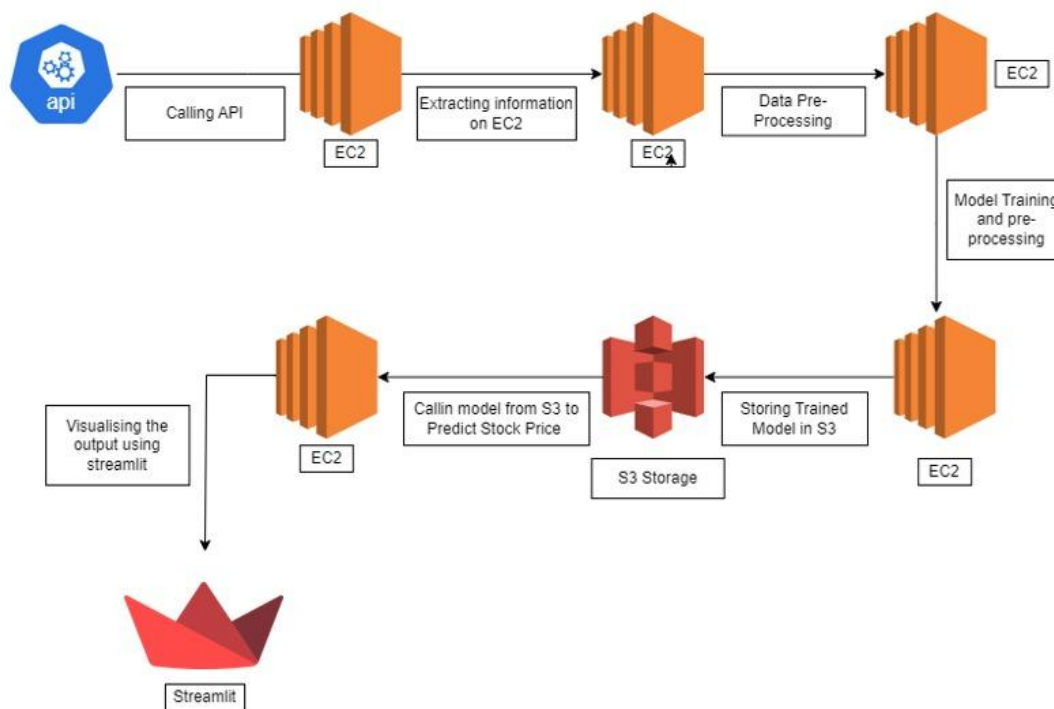 api
Calling API
EC2
Extracting information
on EC2
EC2
Data Pre-
Processing
EC2
Model Training
and pre-
processing
EC2
Storing Trained
Model in S3
S3 Storage
Callin model from S3 to
Predict Stock Price
EC2
Visualising the
output using
streamlit
Streamlit